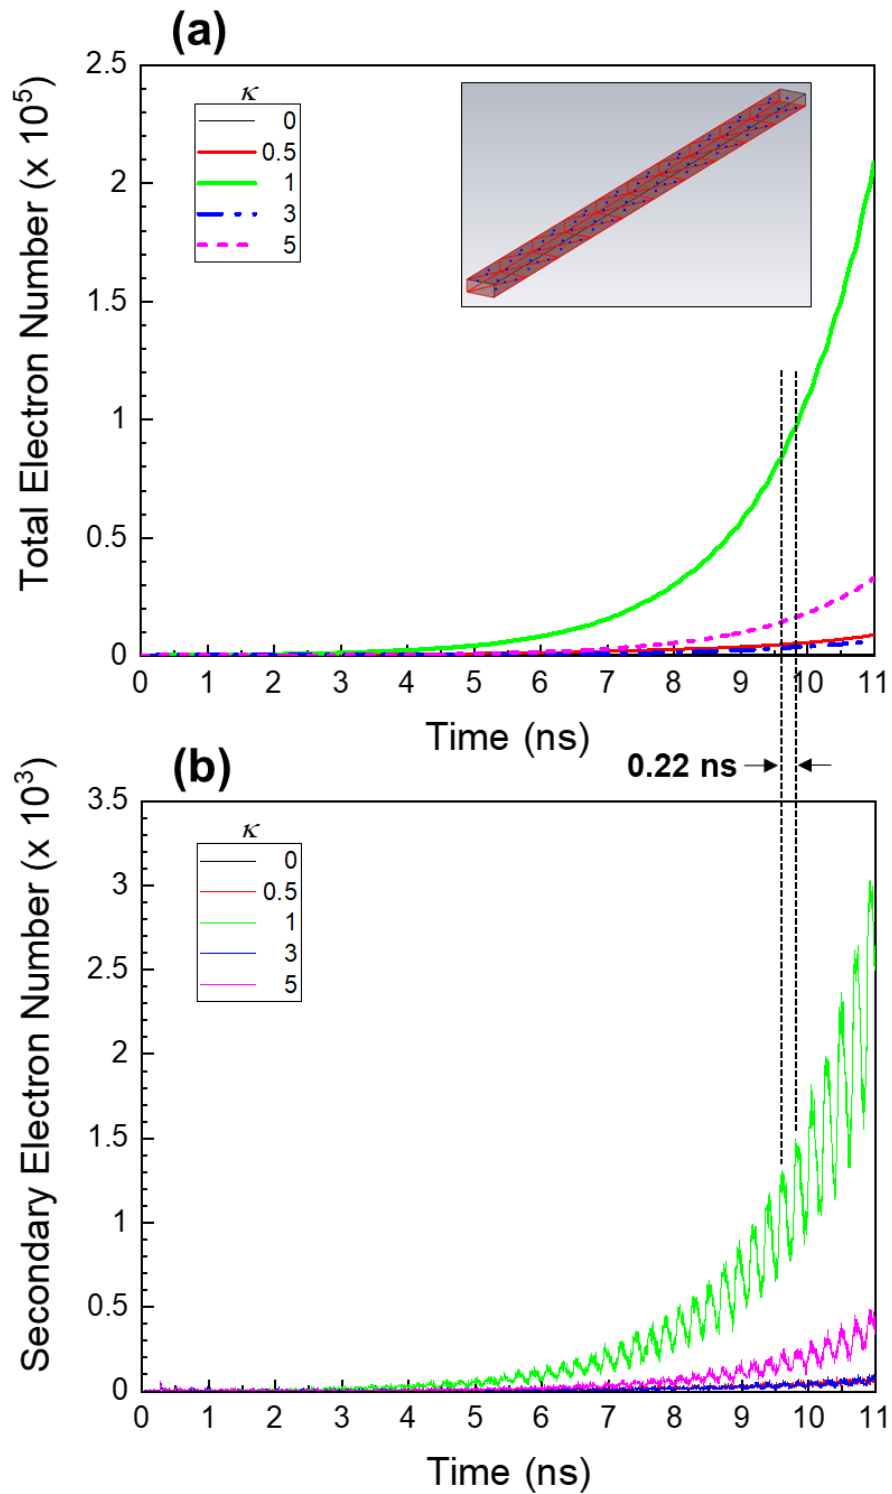 (a)
Total Electron Number (x 10⁵)
2.5
2
1.5
1
0.5
0
κ
0
0.5
1
3
5
0 1 2 3 4 5 6 7 8 9 10 11
Time (ns)
0.22 ns
(b)
Secondary Electron Number (x 10³)
3.5
3
2.5
2
1.5
1
0.5
0
κ
0
0.5
1
3
5
0 1 2 3 4 5 6 7 8 9 10 11
Time (ns)